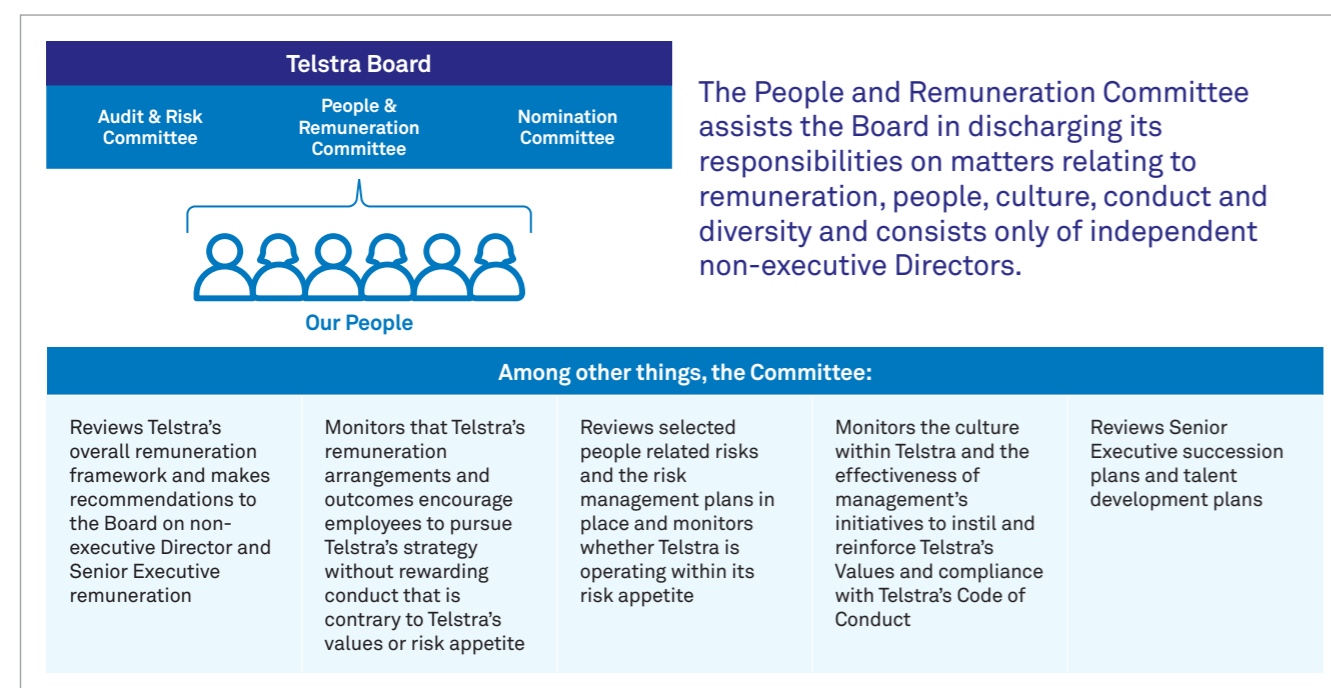 Telstra Board
Audit & Risk
Committee
People &
Remuneration
Committee
Nomination
Committee
Our People
The People and Remuneration Committee
assists the Board in discharging its
responsibilities on matters relating to
remuneration, people, culture, conduct and
diversity and consists only of independent
non-executive Directors.
Among other things, the Committee:
Reviews Telstra’s
overall remuneration
framework and makes
recommendations to
the Board on non-
executive Director and
Senior Executive
remuneration
Monitors that Telstra’s
remuneration
arrangements and
outcomes encourage
employees to pursue
Telstra’s strategy
without rewarding
conduct that is
contrary to Telstra’s
values or risk appetite
Reviews selected
people related risks
and the risk
management plans in
place and monitors
whether Telstra is
operating within its
risk appetite
Monitors the culture
within Telstra and the
effectiveness of
management’s
initiatives to instil and
reinforce Telstra’s
Values and compliance
with Telstra’s Code of
Conduct
Reviews Senior
Executive succession
plans and talent
development plans